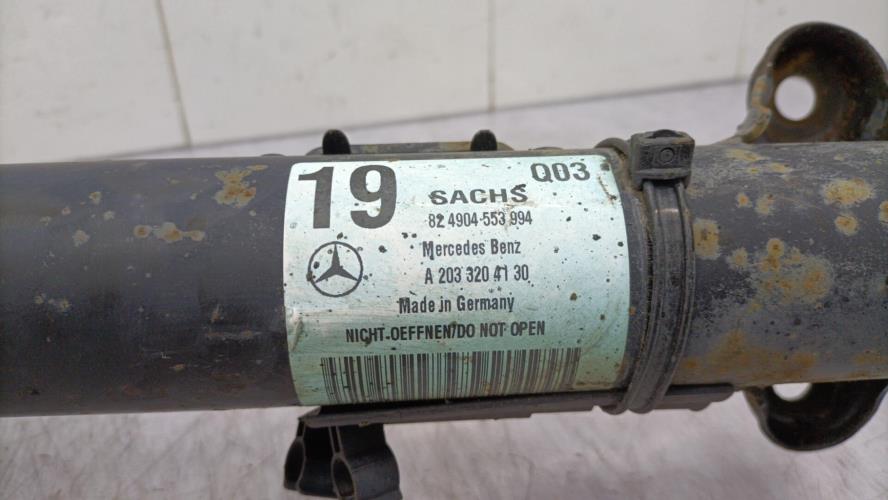 19 SACHS Q03
82 4904 553 994
Mercedes Benz
A 203 320 41 30
Made in Germany
NICHT-OEFFNEN/DO NOT OPEN